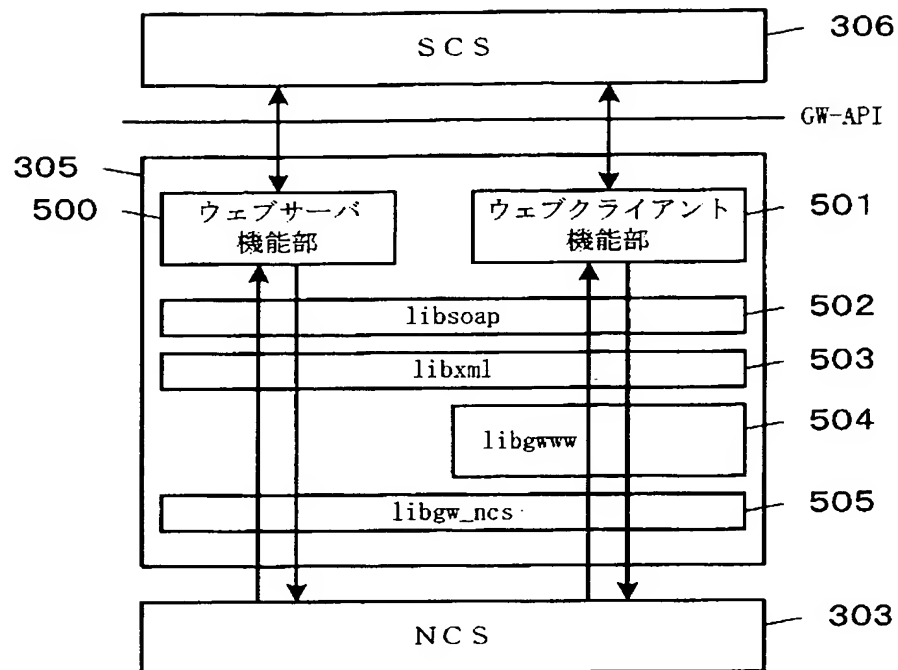 SCS
306
GW-API
305
500
ウェブサーバ
機能部
ウェブクライアント
機能部
501
libsoap
502
libxml
503
libgwww
504
libgw_ncs
505
NCS
303